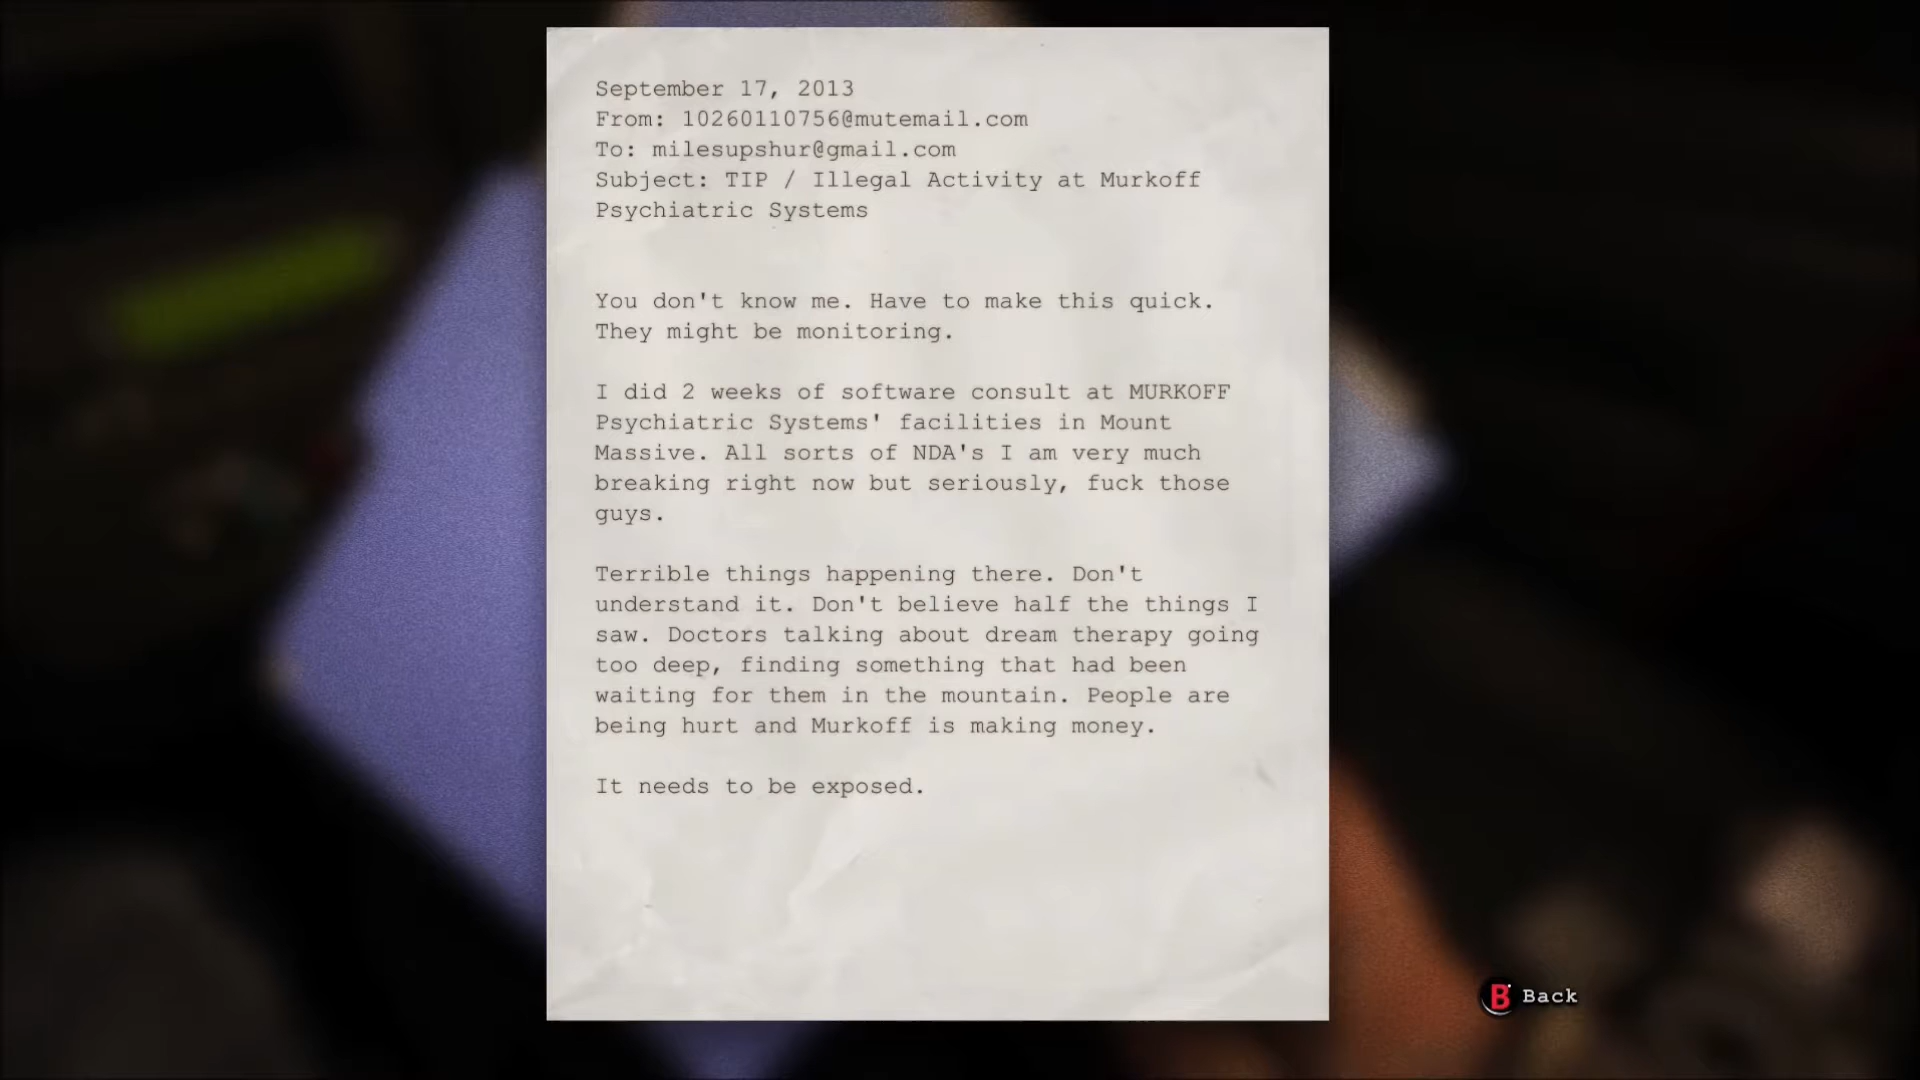 September 17, 2013
From: 10260110756@mutemail.com
To: milesupshur@gmail.com
Subject: TIP / Illegal Activity at Murkoff
Psychiatric Systems
You don't know me. Have to make this quick.
They might be monitoring.
I did 2 weeks of software consult at MURKOFF
Psychiatric Systems' facilities in Mount
Massive. All sorts of NDA's I am very much
breaking right now but seriously, fuck those
guys.
Terrible things happening there. Don't
understand it. Don't believe half the things I
saw. Doctors talking about dream therapy going
too deep, finding something that had been
waiting for them in the mountain. People are
being hurt and Murkoff is making money.
It needs to be exposed.
B Back